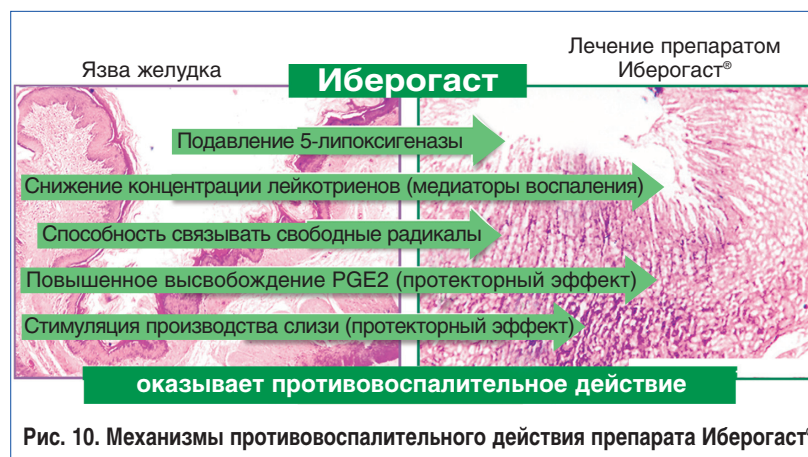 Язва желудка
Иберогаст
Лечение препаратом
Иберогаст®
Подавление 5-липоксигеназы
Снижение концентрации лейкотриенов (медиаторы воспаления)
Способность связывать свободные радикалы
Повышенное высвобождение PGE2 (протекторный эффект)
Стимуляция производства слизи (протекторный эффект)
оказывает противовоспалительное действие
Рис. 10. Механизмы противовоспалительного действия препарата Иберогаст®